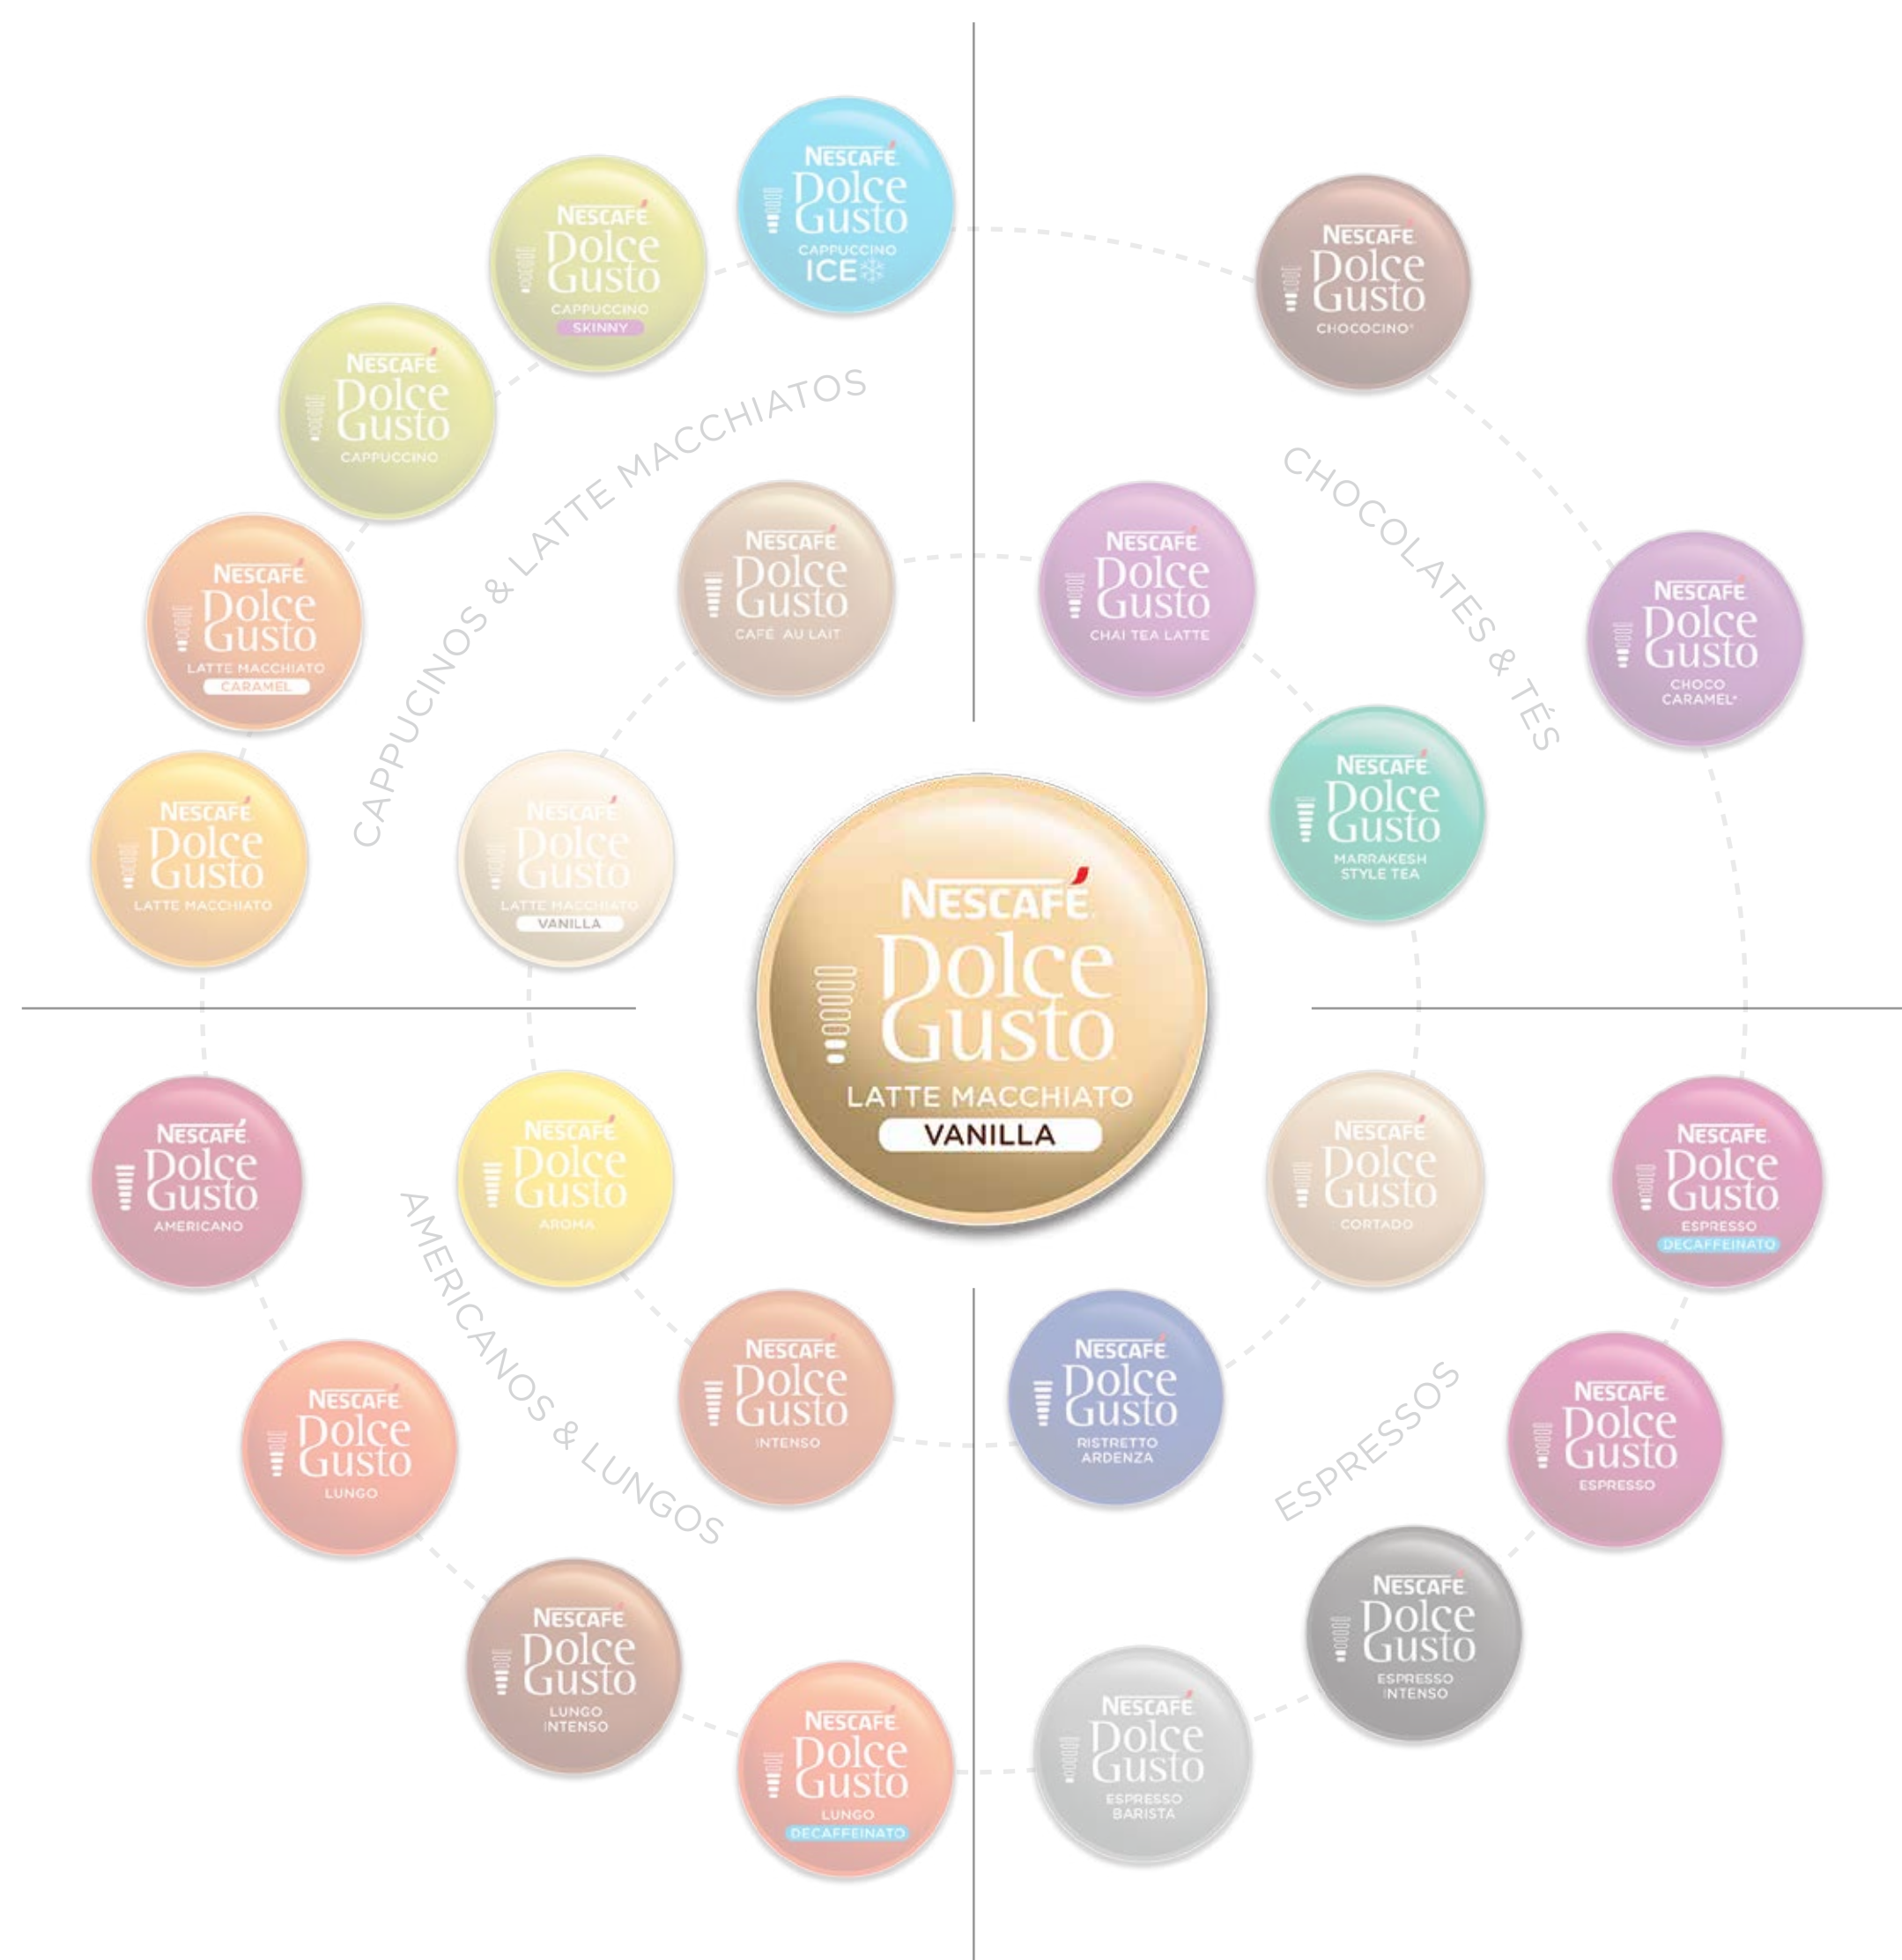 NESCAFÉ
Dolce
Gusto
CAPPUCCINO
ICE
NESCAFÉ
Dolce
Gusto
CAPPUCCINO
SKINNY
NESCAFÉ
Dolce
Gusto
CAPPUCCINO
NESCAFÉ
Dolce
Gusto
LATTE MACCHIATO
CARAMEL
NESCAFÉ
Dolce
Gusto
LATTE MACCHIATO
CAPPUCINOS & LATTE MACCHIATOS
NESCAFÉ
Dolce
Gusto
CAFÉ AU LAIT
NESCAFÉ
Dolce
Gusto
LATTE MACCHIATO
VANILLA
NESCAFÉ
Dolce
Gusto
CHOCOCINO*
CHOCOLATES & TÉS
NESCAFÉ
Dolce
Gusto
CHAI TEA LATTE
NESCAFÉ
Dolce
Gusto
CHOCO
CARAMEL*
NESCAFÉ
Dolce
Gusto
MARRAKESH
STYLE TEA
NESCAFÉ
Dolce
Gusto
LATTE MACCHIATO
VANILLA
NESCAFÉ
Dolce
Gusto
AMERICANO
NESCAFÉ
Dolce
Gusto
AROMA
AMERICANOS & LUNGOS
NESCAFÉ
Dolce
Gusto
INTENSO
NESCAFÉ
Dolce
Gusto
LUNGO
NESCAFÉ
Dolce
Gusto
LUNGO
INTENSO
NESCAFÉ
Dolce
Gusto
LUNGO
DECAFFEINATO
NESCAFÉ
Dolce
Gusto
CORTADO
NESCAFÉ
Dolce
Gusto
ESPRESSO
DECAFFEINATO
NESCAFÉ
Dolce
Gusto
RISTRETTO
ARDENZA
ESPRESSOS
NESCAFÉ
Dolce
Gusto
ESPRESSO
NESCAFÉ
Dolce
Gusto
ESPRESSO
INTENSO
NESCAFÉ
Dolce
Gusto
ESPRESSO
BARISTA